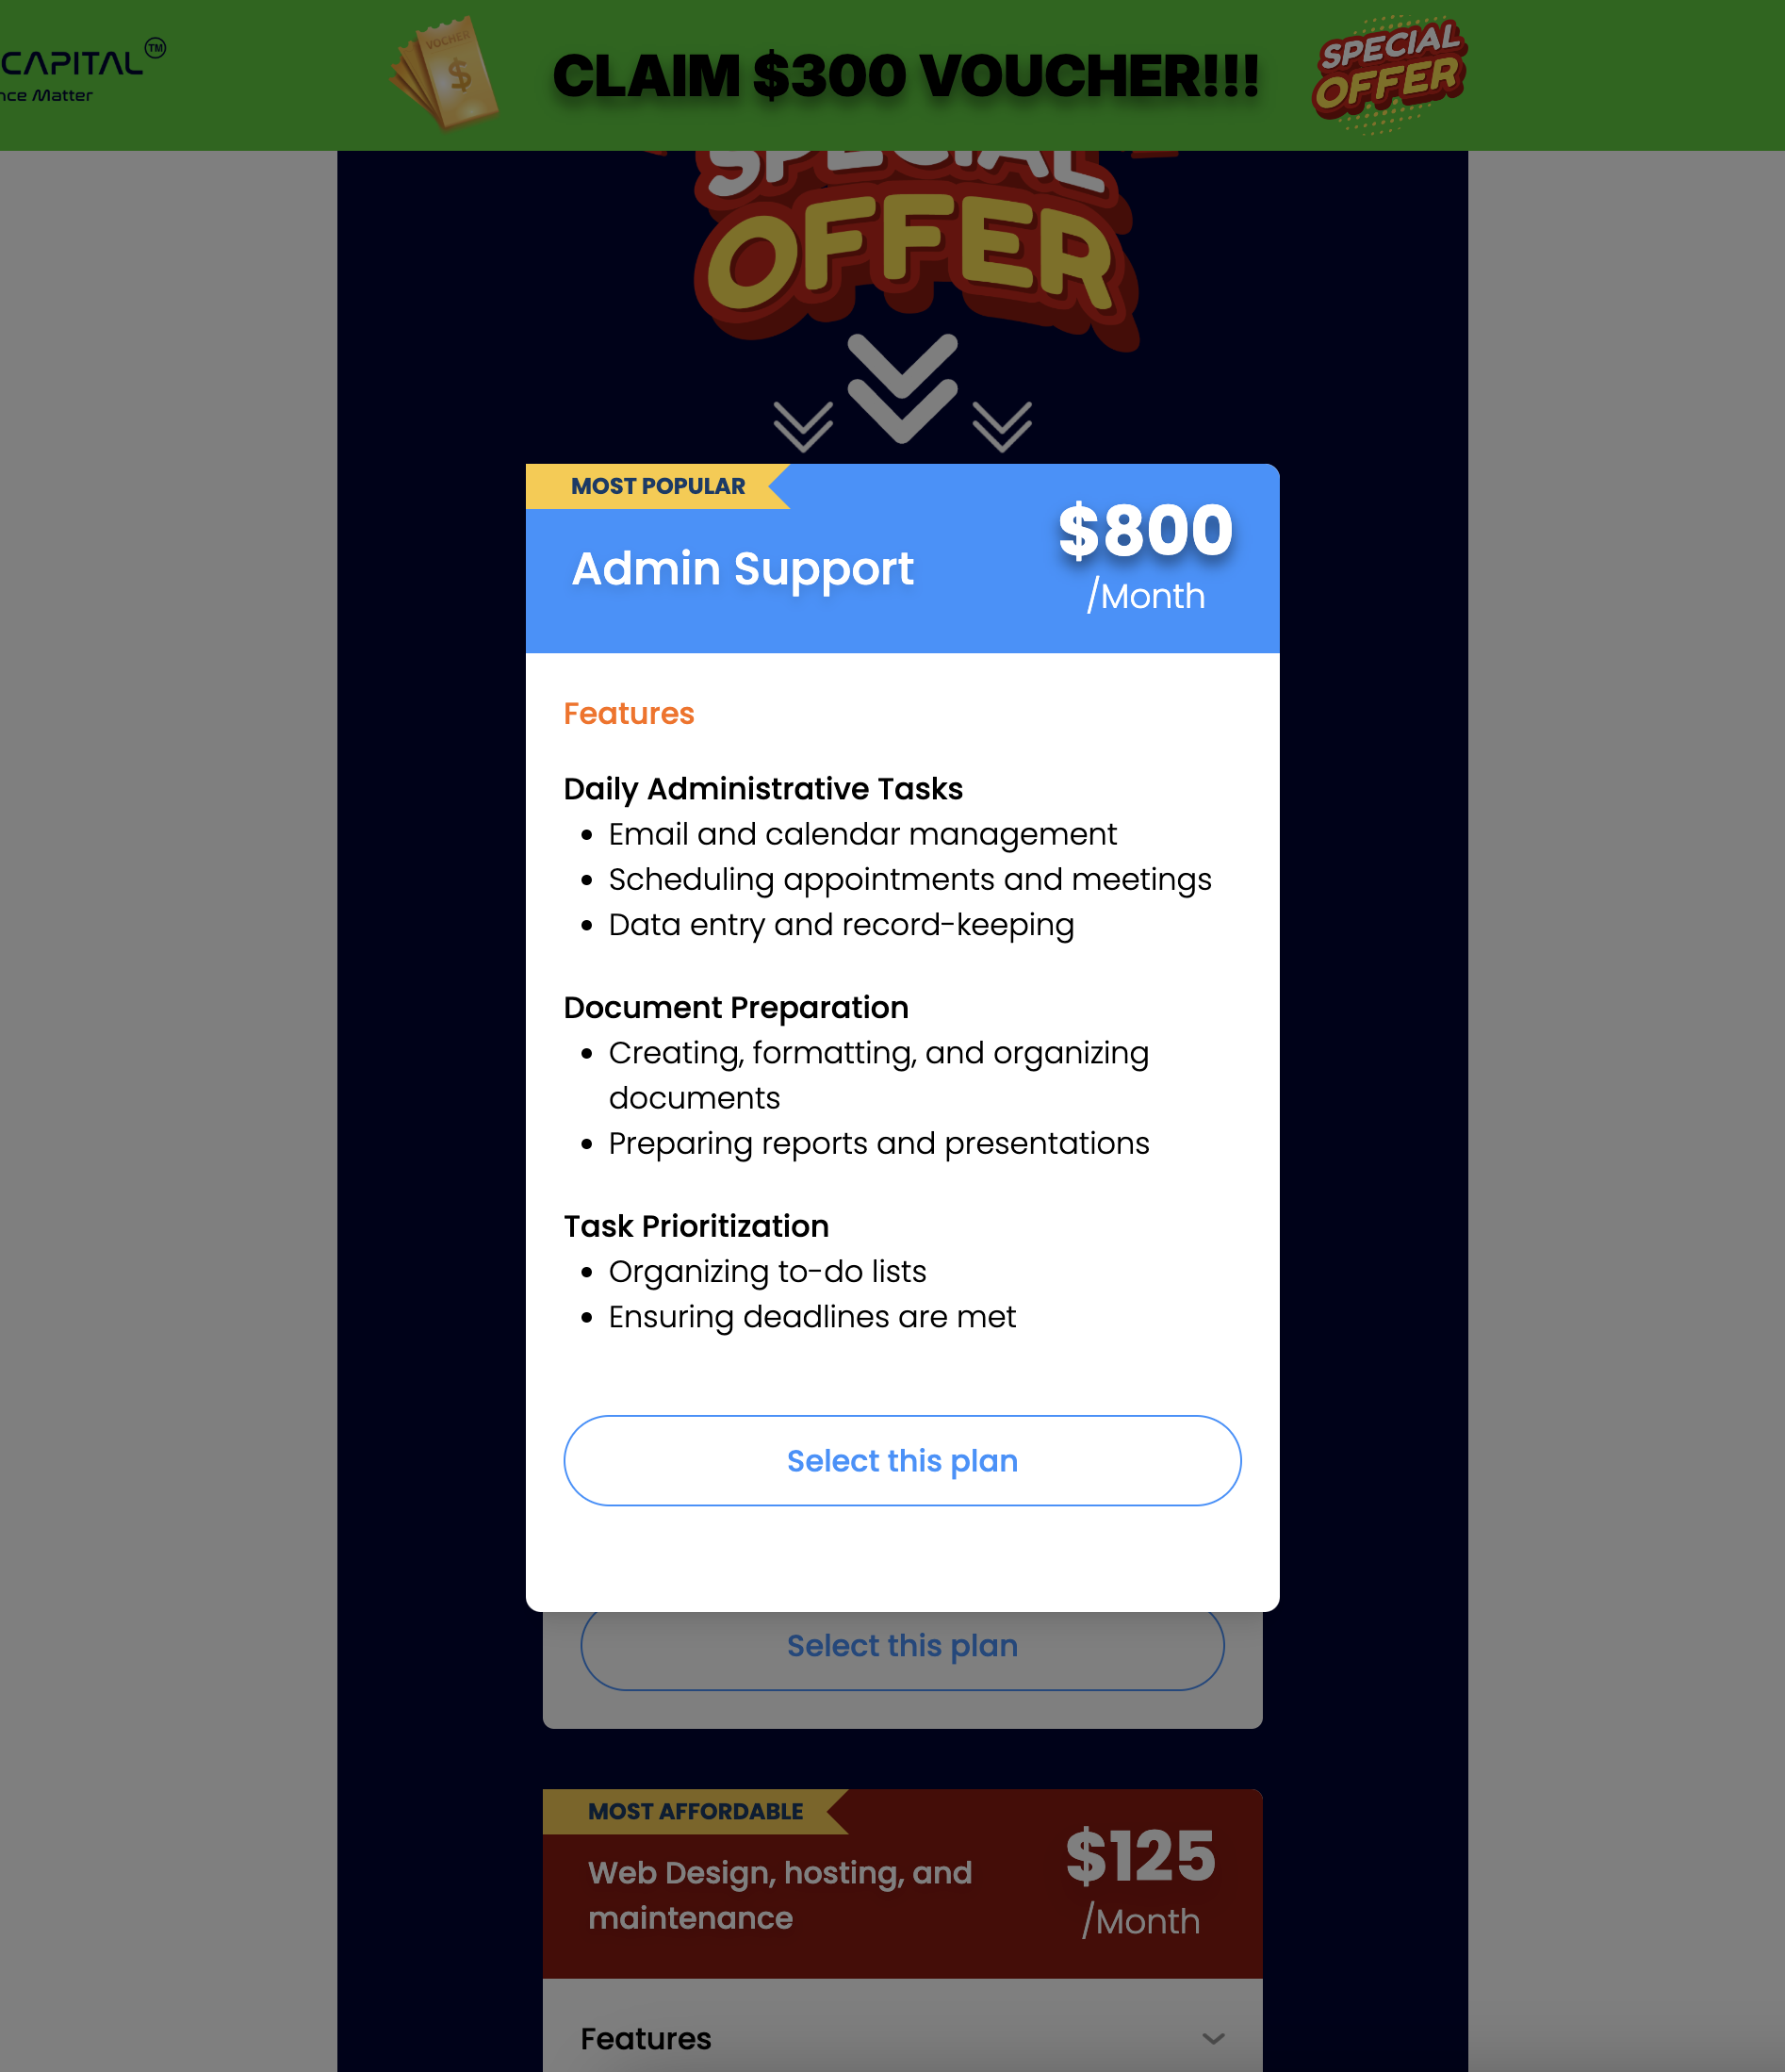 CAPITAL TM
nce Matter
VOCHER
$
CLAIM $300 VOUCHER!!!
SPECIAL
OFFER
SPECIAL
OFFER
MOST POPULAR
Admin Support
$800
/Month
Features
Daily Administrative Tasks
• Email and calendar management
• Scheduling appointments and meetings
• Data entry and record-keeping
Document Preparation
• Creating, formatting, and organizing
documents
• Preparing reports and presentations
Task Prioritization
• Organizing to-do lists
• Ensuring deadlines are met
Select this plan
Select this plan
MOST AFFORDABLE
Web Design, hosting, and
maintenance
$125
/Month
Features